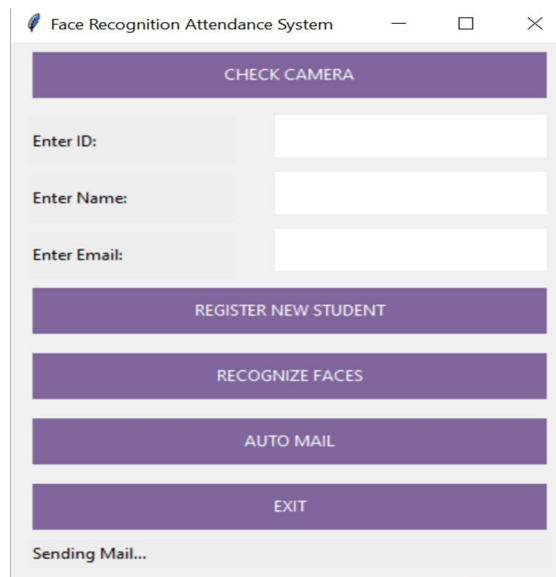 Face Recognition Attendance System
CHECK CAMERA
Enter ID:
Enter Name:
Enter Email:
REGISTER NEW STUDENT
RECOGNIZE FACES
AUTO MAIL
EXIT
Sending Mail...